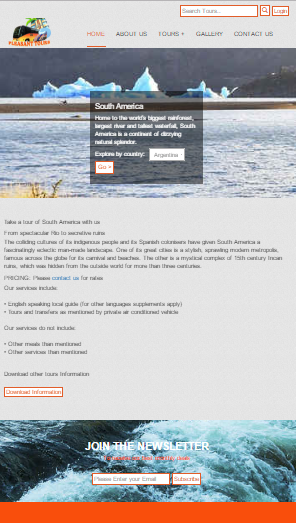 Search Tours..
Login
PLEASANT TOURS
HOME ABOUT US TOURS + GALLERY CONTACT US
South America
Home to the world's biggest rainforest,
largest river and tallest waterfall, South
America is a continent of dizzying
natural splendor.
Explore by country: Argentina
Go >
Take a tour of South America with us
From spectacular Rio to secretive ruins
The colliding cultures of its indigenous people and its Spanish colonisers have given South America a
fascinatingly eclectic man-made landscape. One of its great cities is a stylish, sprawling modern metropolis,
famous across the globe for its carnival and beaches. The other is a mystical complex of 15th century Incan
ruins, which was hidden from the outside world for more than three centuries.
PRICING: Please contact us for rates
Our services include:
• English speaking local guide (for other languages supplements apply)
• Tours and transfers as mentioned by private air conditioned vehicle
Our services do not include:
• Other meals than mentioned
• Other services than mentioned
Download other tours Information
Download Information
JOIN THE NEWSLETTER
Please Enter your Email
Subscribe